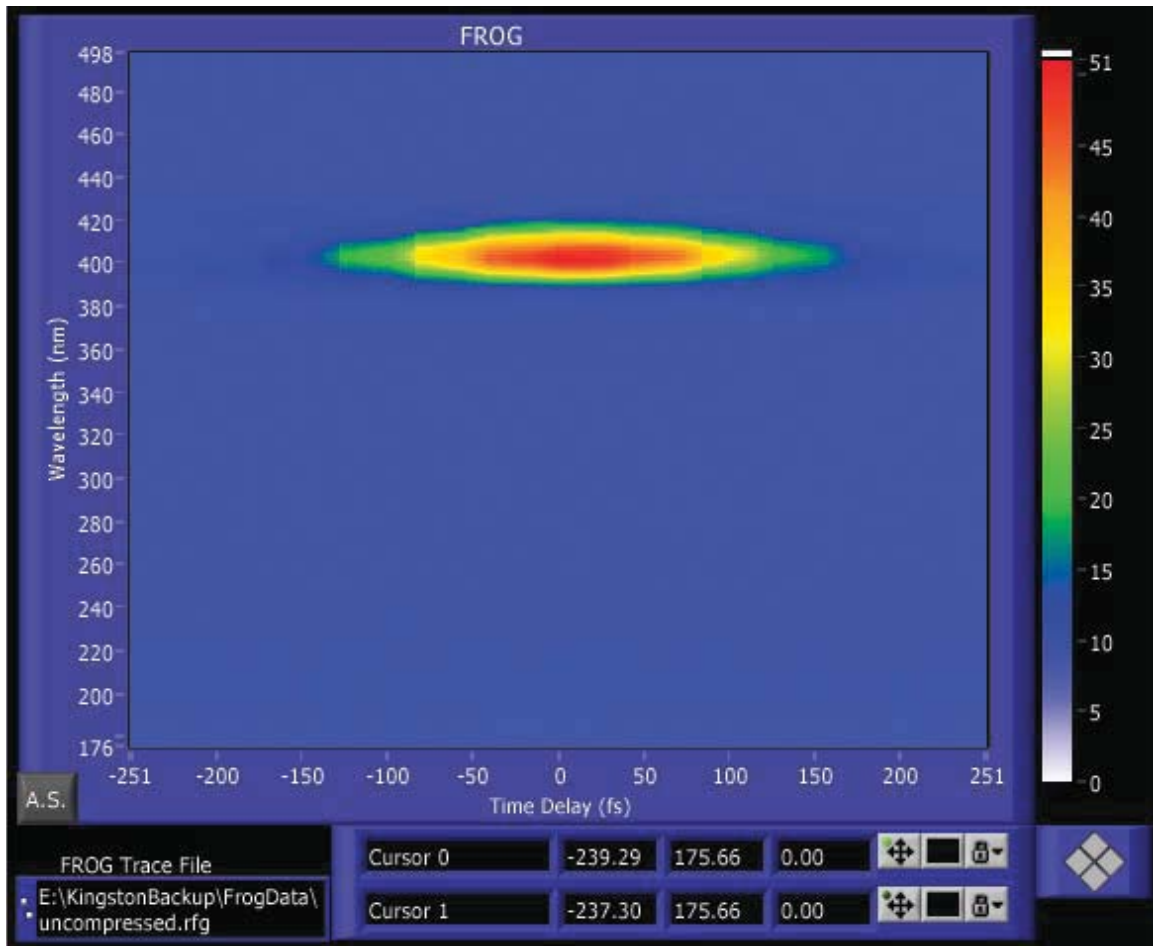 FROG
498
480
460
440
420
400
380
360
340
320
300
280
260
240
220
200
176
Wavelength (nm)
-251 -200 -150 -100 -50 0 50 100 150 200 251
Time Delay (fs)
51
45
40
35
30
25
20
15
10
5
0
A.S.
FROG Trace File
E:\KingstonBackup\FrogData\
uncompressed.rfg
Cursor 0 -239.29 175.66 0.00
Cursor 1 -237.30 175.66 0.00